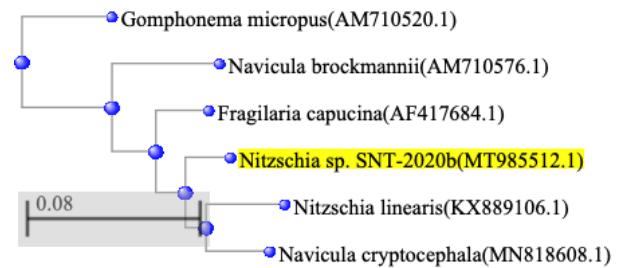 Gomphonema micropus(AM710520.1)
Navicula brockmannii(AM710576.1)
Fragilaria capucina(AF417684.1)
Nitzschia sp. SNT-2020b(MT985512.1)
0.08
Nitzschia linearis(KX889106.1)
Navicula cryptocephala(MN818608.1)